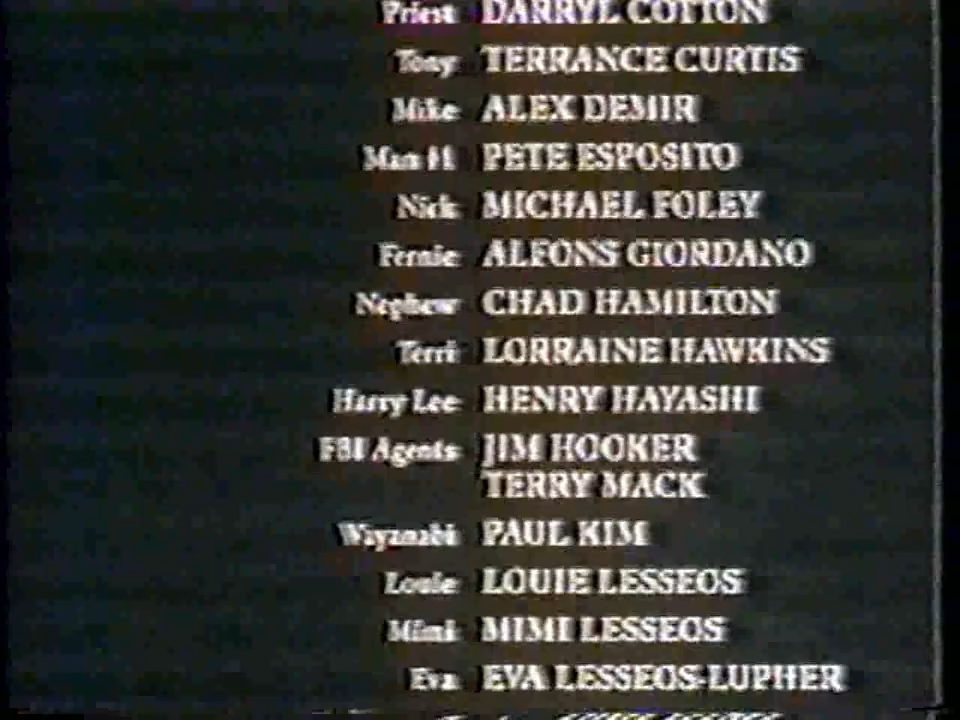 Priest DARRYL COTTON
Tony TERRANCE CURTIS
Mike ALEX DEMIR
Man #1 PETE ESPOSITO
Nick MICHAEL FOLEY
Fernie ALFONS GIORDANO
Nephew CHAD HAMILTON
Terri LORRAINE HAWKINS
Harry Lee HENRY HAYASHI
FBI Agents JIM HOOKER
TERRY MACK
Wayanabi PAUL KIM
Louie LOUIE LESSEOS
Mimi MIMI LESSEOS
Eva EVA LESSEOS-LUPHER